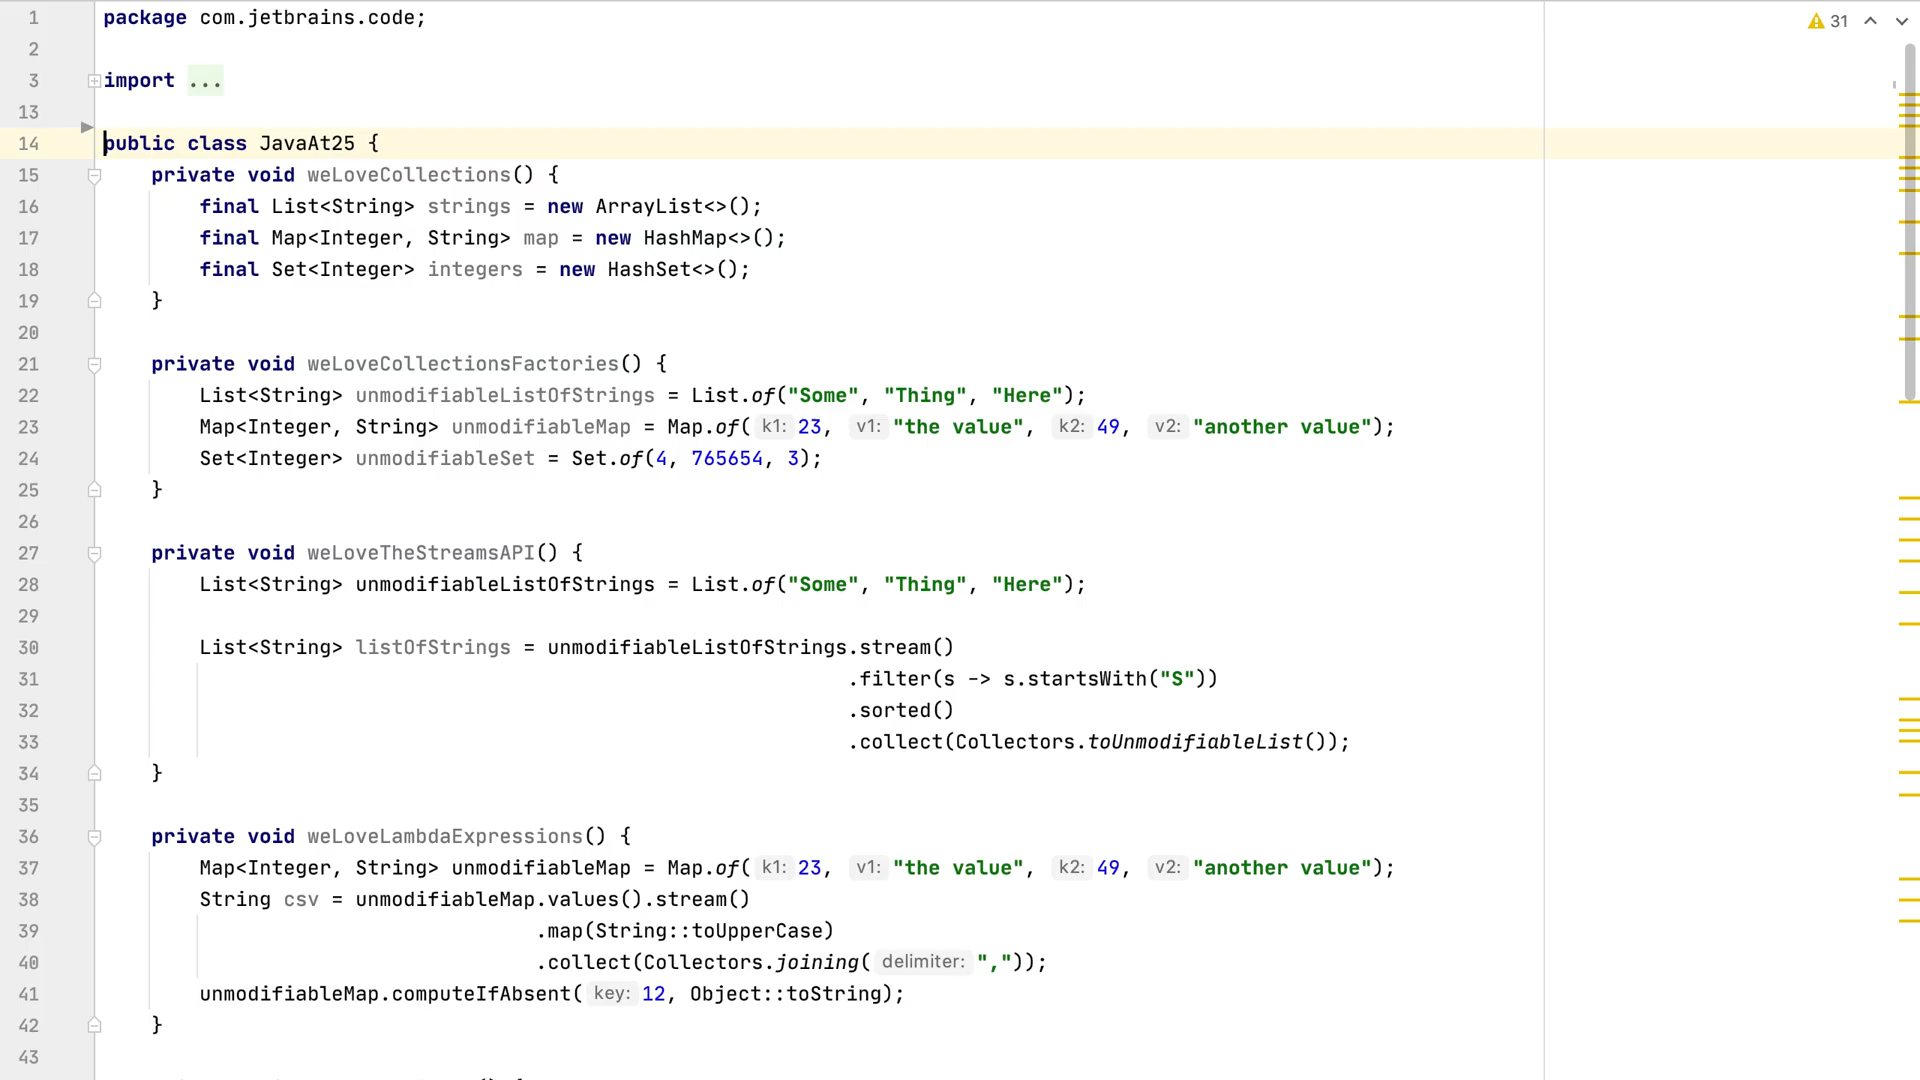 1 package com.jetbrains.code;
2
3 import ...
13
14 public class JavaAt25 {
15 private void weLoveCollections() {
16 final List<String> strings = new ArrayList<>();
17 final Map<Integer, String> map = new HashMap<>();
18 final Set<Integer> integers = new HashSet<>();
19 }
20
21 private void weLoveCollectionsFactories() {
22 List<String> unmodifiableListOfStrings = List.of("Some", "Thing", "Here");
23 Map<Integer, String> unmodifiableMap = Map.of( k1: 23, v1: "the value", k2: 49, v2: "another value");
24 Set<Integer> unmodifiableSet = Set.of(4, 765654, 3);
25 }
26
27 private void weLoveTheStreamsAPI() {
28 List<String> unmodifiableListOfStrings = List.of("Some", "Thing", "Here");
29
30 List<String> listOfStrings = unmodifiableListOfStrings.stream()
31 .filter(s -> s.startsWith("S"))
32 .sorted()
33 .collect(Collectors.toUnmodifiableList());
34 }
35
36 private void weLoveLambdaExpressions() {
37 Map<Integer, String> unmodifiableMap = Map.of( k1: 23, v1: "the value", k2: 49, v2: "another value");
38 String csv = unmodifiableMap.values().stream()
39 .map(String::toUpperCase)
40 .collect(Collectors.joining( delimiter: ","));
41 unmodifiableMap.computeIfAbsent( key: 12, Object::toString);
42 }
43
31